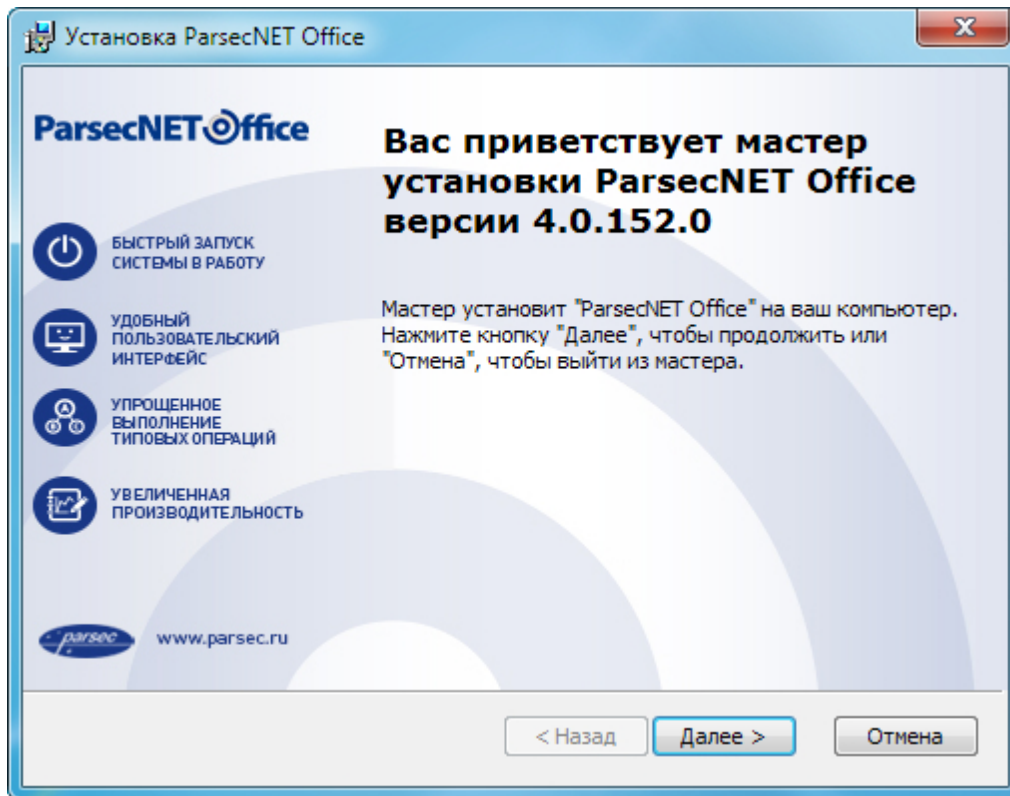 Установка ParsecNET Office
ParsecNET Office
Вас приветствует мастер
установки ParsecNET Office
версии 4.0.152.0
БЫСТРЫЙ ЗАПУСК
СИСТЕМЫ В РАБОТУ
УДОБНЫЙ
ПОЛЬЗОВАТЕЛЬСКИЙ
ИНТЕРФЕЙС
УПРОЩЕННОЕ
ВЫПОЛНЕНИЕ
ТИПОВЫХ ОПЕРАЦИЙ
УВЕЛИЧЕННАЯ
ПРОИЗВОДИТЕЛЬНОСТЬ
Мастер установит "ParsecNET Office" на ваш компьютер.
Нажмите кнопку "Далее", чтобы продолжить или
"Отмена", чтобы выйти из мастера.
parsec www.parsec.ru
< Назад Далее > Отмена